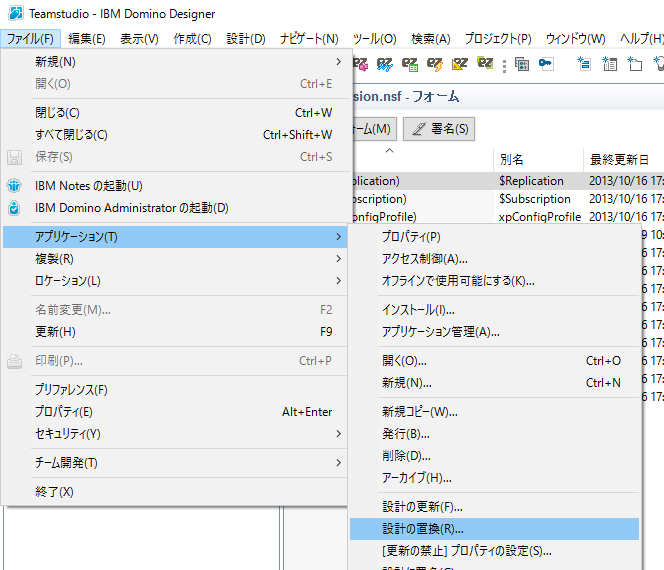 Teamstudio - IBM Domino Designer
ファイル(F) 編集(E) 表示(V) 作成(C) 設計(D) ナビゲート(N) ツール(O) 検索(A) プロジェクト(P) ウィンドウ(W) ヘルプ(H)
新規(N)
開く(O) Ctrl+E
閉じる(C) Ctrl+W
すべて閉じる(C) Ctrl+Shift+W
保存(S) Ctrl+S
IBM Notes の起動(U)
IBM Domino Administrator の起動(D)
アプリケーション(T)
複製(R)
ロケーション(L)
名前変更(M)... F2
更新(H) F9
印刷(P)... Ctrl+P
プリファレンス(F)
プロパティ(E) Alt+Enter
セキュリティ(Y)
チーム開発(T)
終了(X)
sion.nsf - フォーム
ーム(M) 署名(S)
別名 最終更新日
lication) $Replication 2013/10/16 17:
scription) $Subscription 2013/10/16 17:
onfigProfile) xpConfigProfile 2013/10/16 17:
プロパティ(P)
アクセス制御(A)...
オフラインで使用可能にする(K)...
インストール(I)...
アプリケーション管理(A)...
開く(O)... Ctrl+O
新規(N)... Ctrl+N
新規コピー(W)...
発行(B)...
削除(D)...
アーカイブ(H)...
設計の更新(F)...
設計の置換(R)...
[更新の禁止] プロパティの設定(S)...